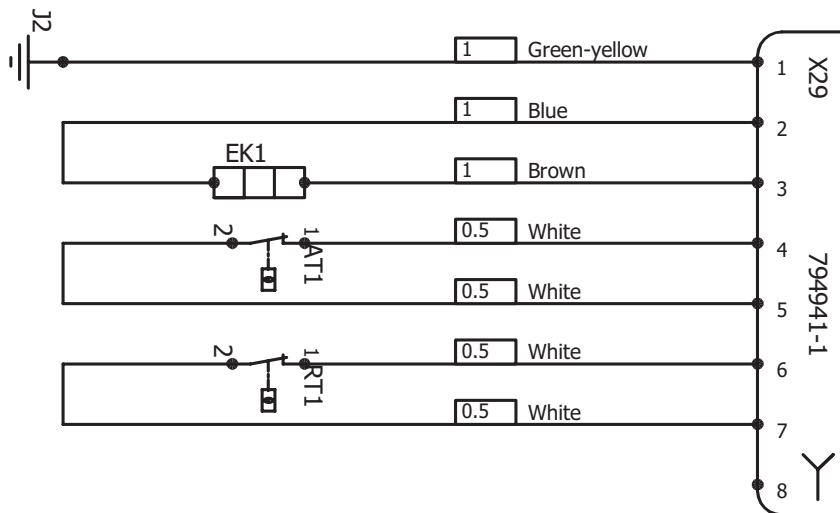 J2
1 Green-yellow 1
X29
1 Blue 2
EK1
1 Brown 3
2 1 AT1
0.5 White 4
0.5 White 5
794941-1
2 1 RT1
0.5 White 6
0.5 White 7
8